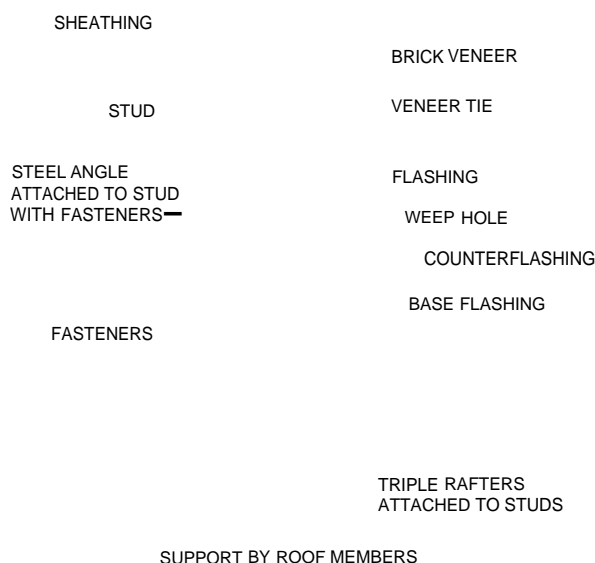 SHEATHING
BRICK VENEER
STUD
VENEER TIE
STEEL ANGLE
ATTACHED TO STUD
WITH FASTENERS
FLASHING
WEEP HOLE
COUNTERFLASHING
BASE FLASHING
FASTENERS
TRIPLE RAFTERS
ATTACHED TO STUDS
SUPPORT BY ROOF MEMBERS